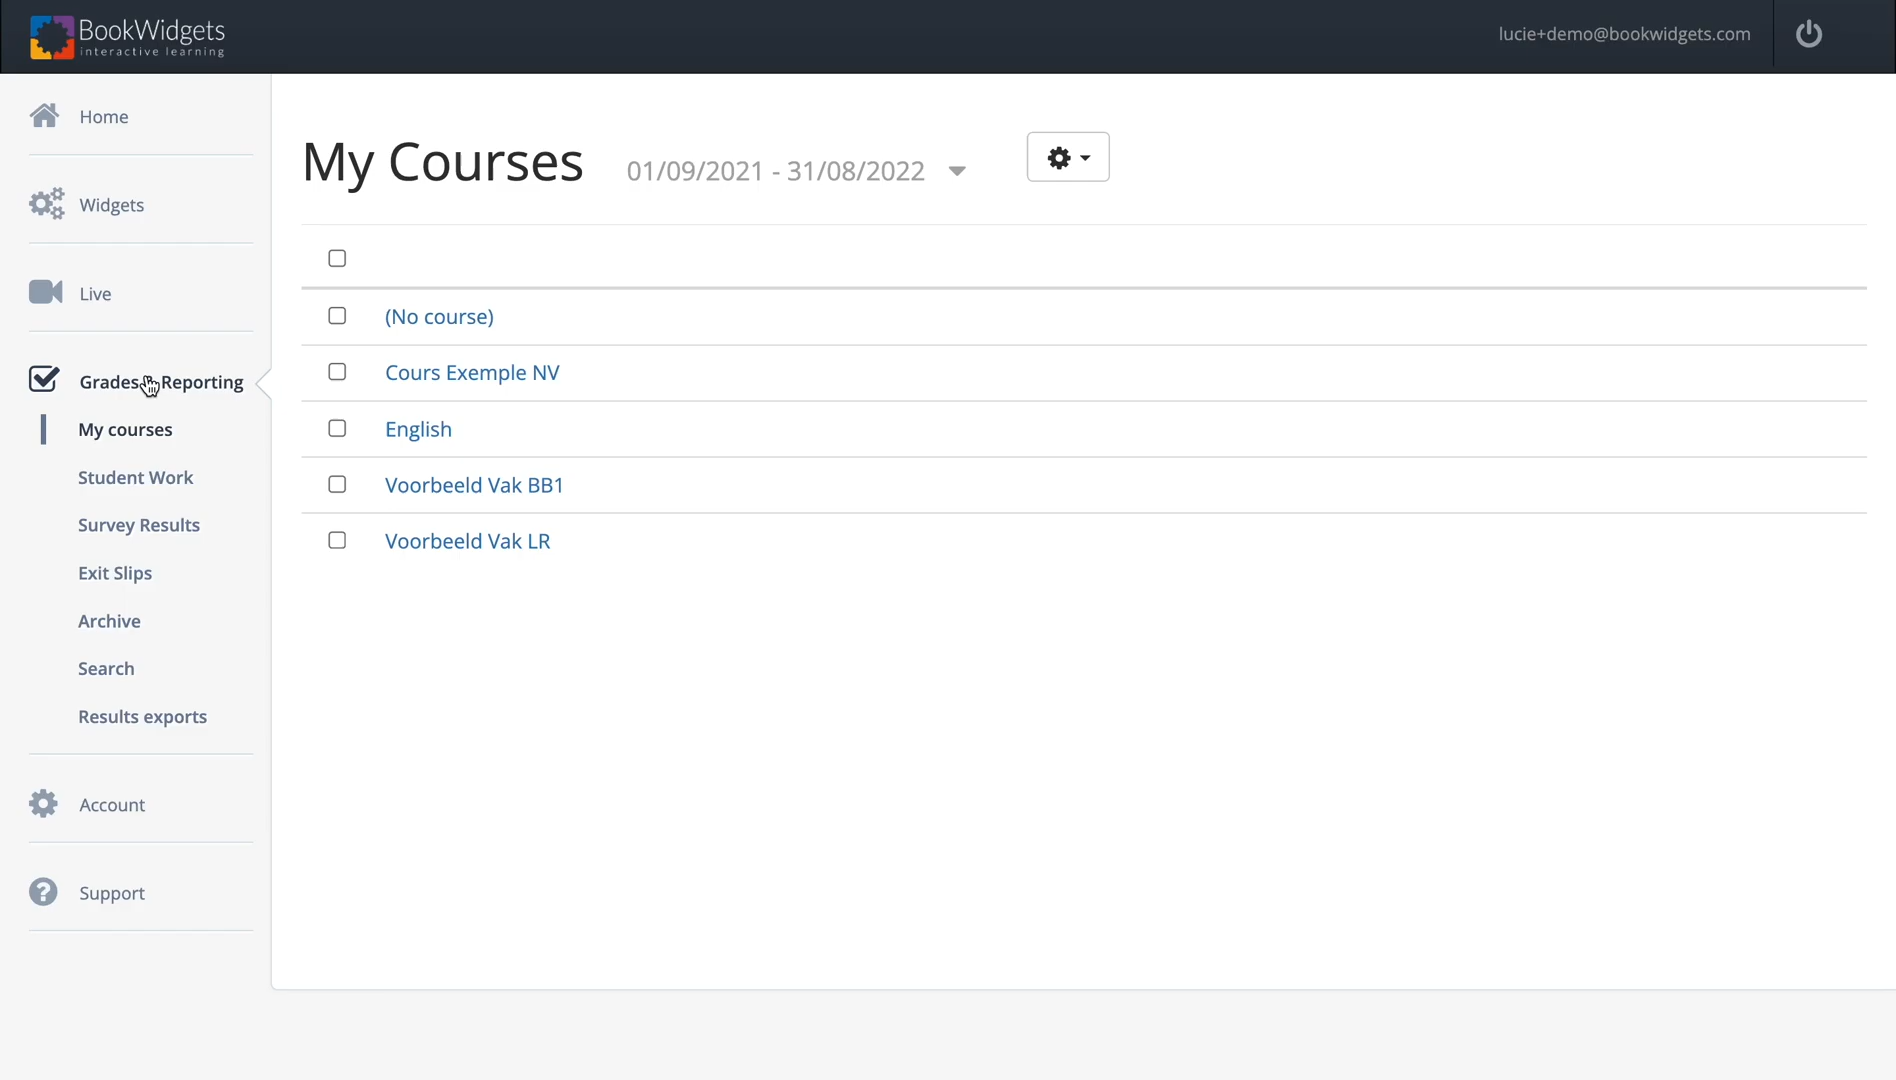 BookWidgets
interactive learning
lucie+demo@bookwidgets.com
Home
Widgets
Live
Grades Reporting
My courses
Student Work
Survey Results
Exit Slips
Archive
Search
Results exports
Account
Support
My Courses 01/09/2021 - 31/08/2022
(No course)
Cours Exemple NV
English
Voorbeeld Vak BB1
Voorbeeld Vak LR